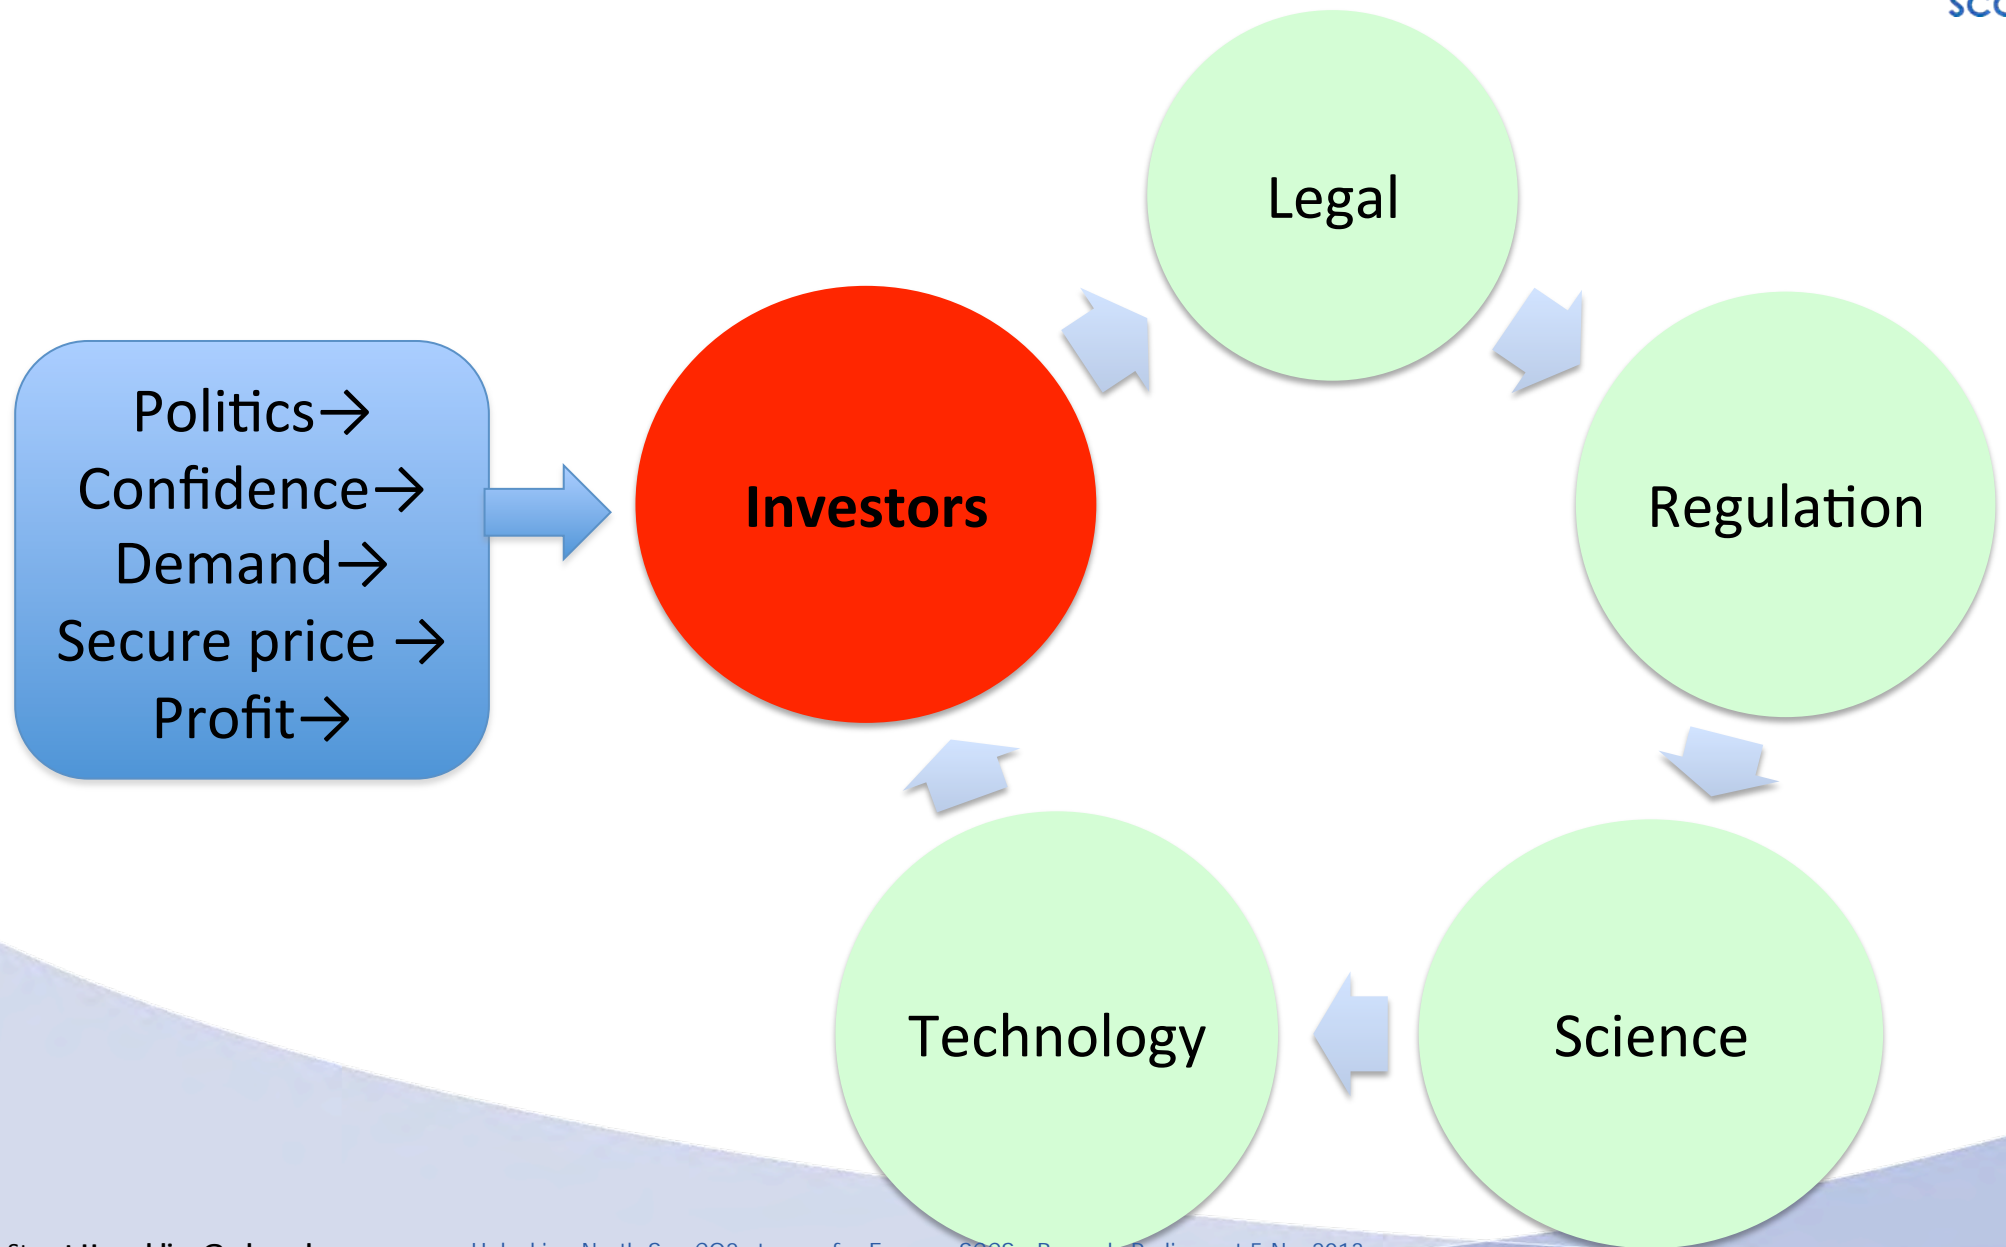 Legal
Investors
Regulation
Politics→
Confidence→
Demand→
Secure price →
Profit→
Technology
Science